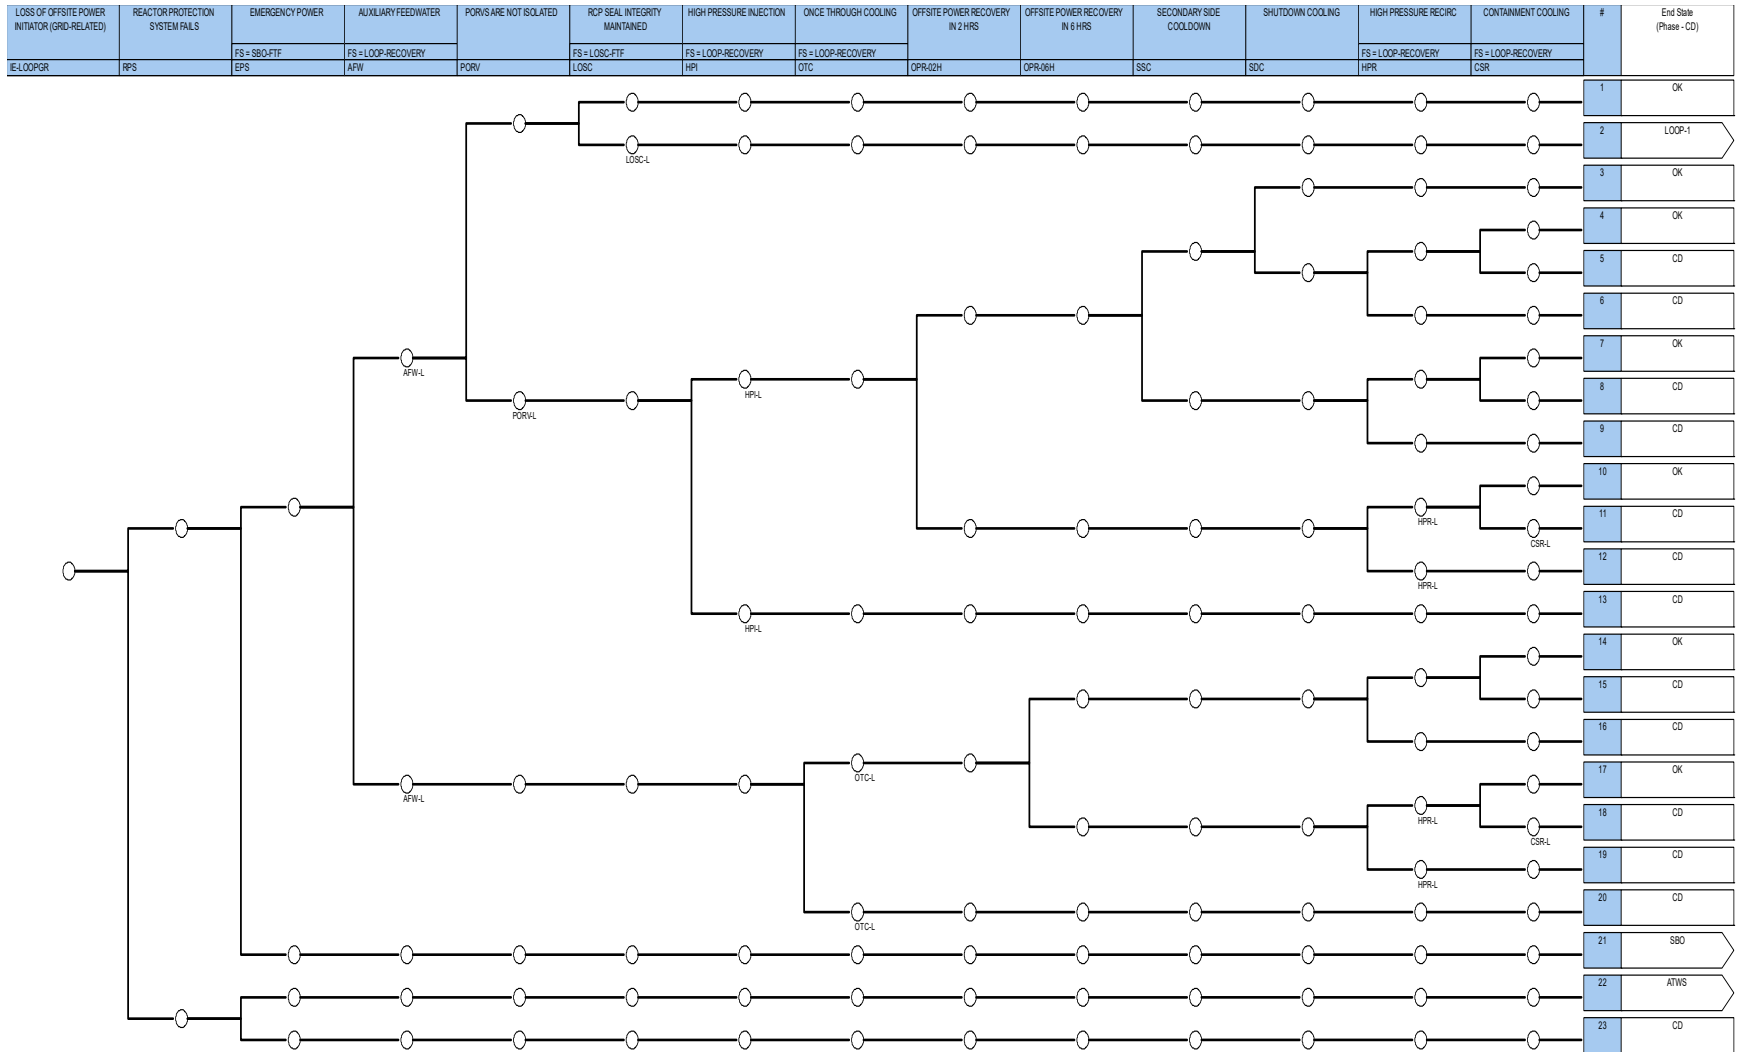 LOSS OF OFFSITE POWER
INITIATOR (GRID-RELATED)
IE-LOOPGR
REACTOR PROTECTION
SYSTEM FAILS
RPS
EMERGENCY POWER
FS = SBO-FTF
EPS
AUXILIARY FEEDWATER
FS = LOOP-RECOVERY
AFW
PORVS ARE NOT ISOLATED
PORV
RCP SEAL INTEGRITY
MAINTAINED
FS = LOSC-FTF
LOSC
HIGH PRESSURE INJECTION
FS = LOOP-RECOVERY
HPI
ONCE THROUGH COOLING
FS = LOOP-RECOVERY
OTC
OFFSITE POWER RECOVERY
IN 2 HRS
OPR-02H
OFFSITE POWER RECOVERY
IN 6 HRS
OPR-06H
SECONDARY SIDE
COOLDOWN
SSC
SHUTDOWN COOLING
SDC
HIGH PRESSURE RECIRC
FS = LOOP-RECOVERY
HPR
CONTAINMENT COOLING
FS = LOOP-RECOVERY
CSR
#
End State
(Phase - CD)
1 OK
2 LOOP-1
LOSC-L
3 OK
4 OK
5 CD
6 CD
7 OK
AFW-L
8 CD
HPI-L
PORV-L
9 CD
10 OK
11 CD
HPR-L
CSR-L
12 CD
HPR-L
13 CD
HPI-L
14 OK
15 CD
16 CD
17 OK
OTC-L
AFW-L
18 CD
HPR-L
CSR-L
19 CD
HPR-L
20 CD
OTC-L
21 SBO
22 ATWS
23 CD